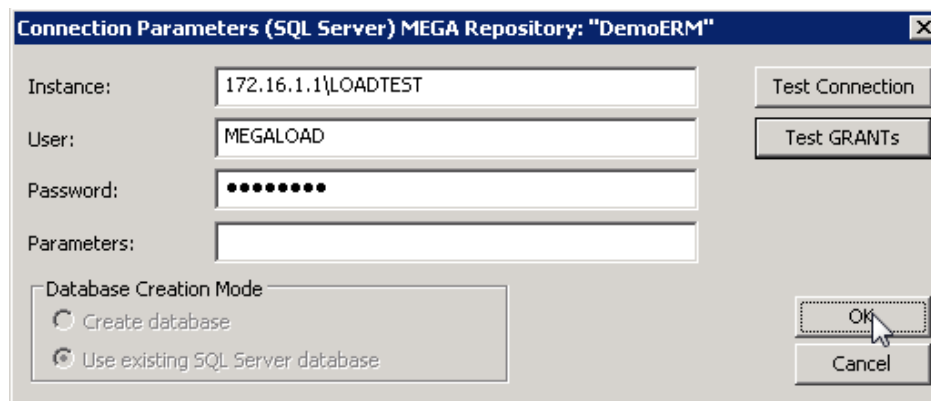 Connection Parameters (SQL Server) MEGA Repository: "DemoERM"
Instance: 172.16.1.1\LOADTEST Test Connection
User: MEGALOAD Test GRANTs
Password: ••••••••
Parameters:
Database Creation Mode
Create database
Use existing SQL Server database
OK
Cancel